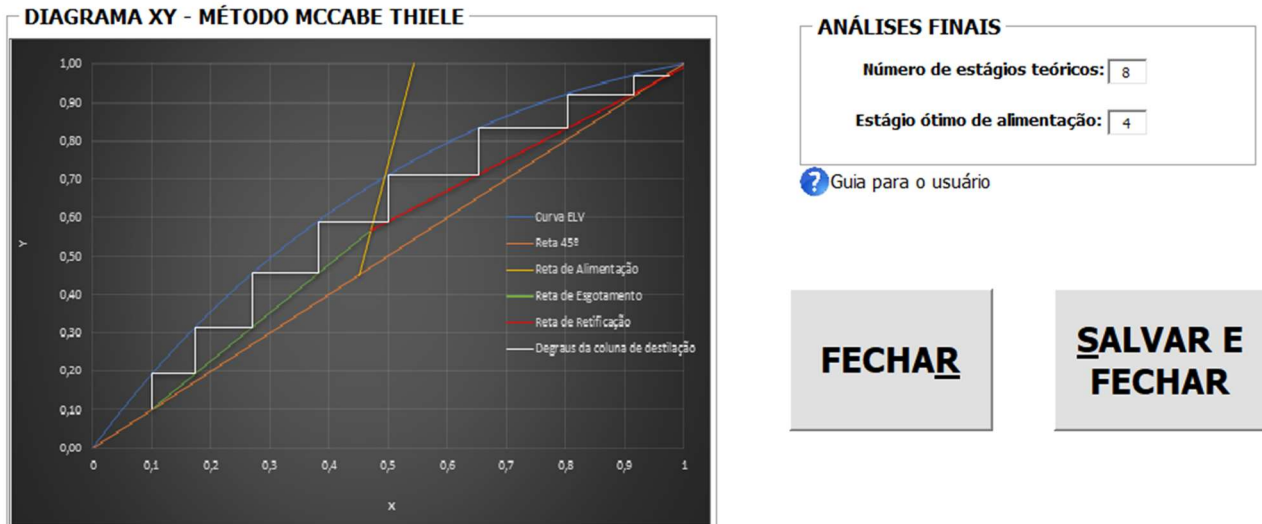 DIAGRAMA XY - MÉTODO MCCABE THIELE
1,00
0,90
0,80
0,70
0,60
0,50
0,40
0,30
0,20
0,10
0,00
Y
0
0,1
0,2
0,3
0,4
0,5
0,6
0,7
0,8
0,9
1
X
Curva ELV
Reta 45º
Reta de Alimentação
Reta de Esgotamento
Reta de Retificação
Degraus da coluna de destilação
ANÁLISES FINAIS
Número de estágios teóricos: 8
Estágio ótimo de alimentação: 4
? Guia para o usuário
FECHAR
SALVAR E
FECHAR